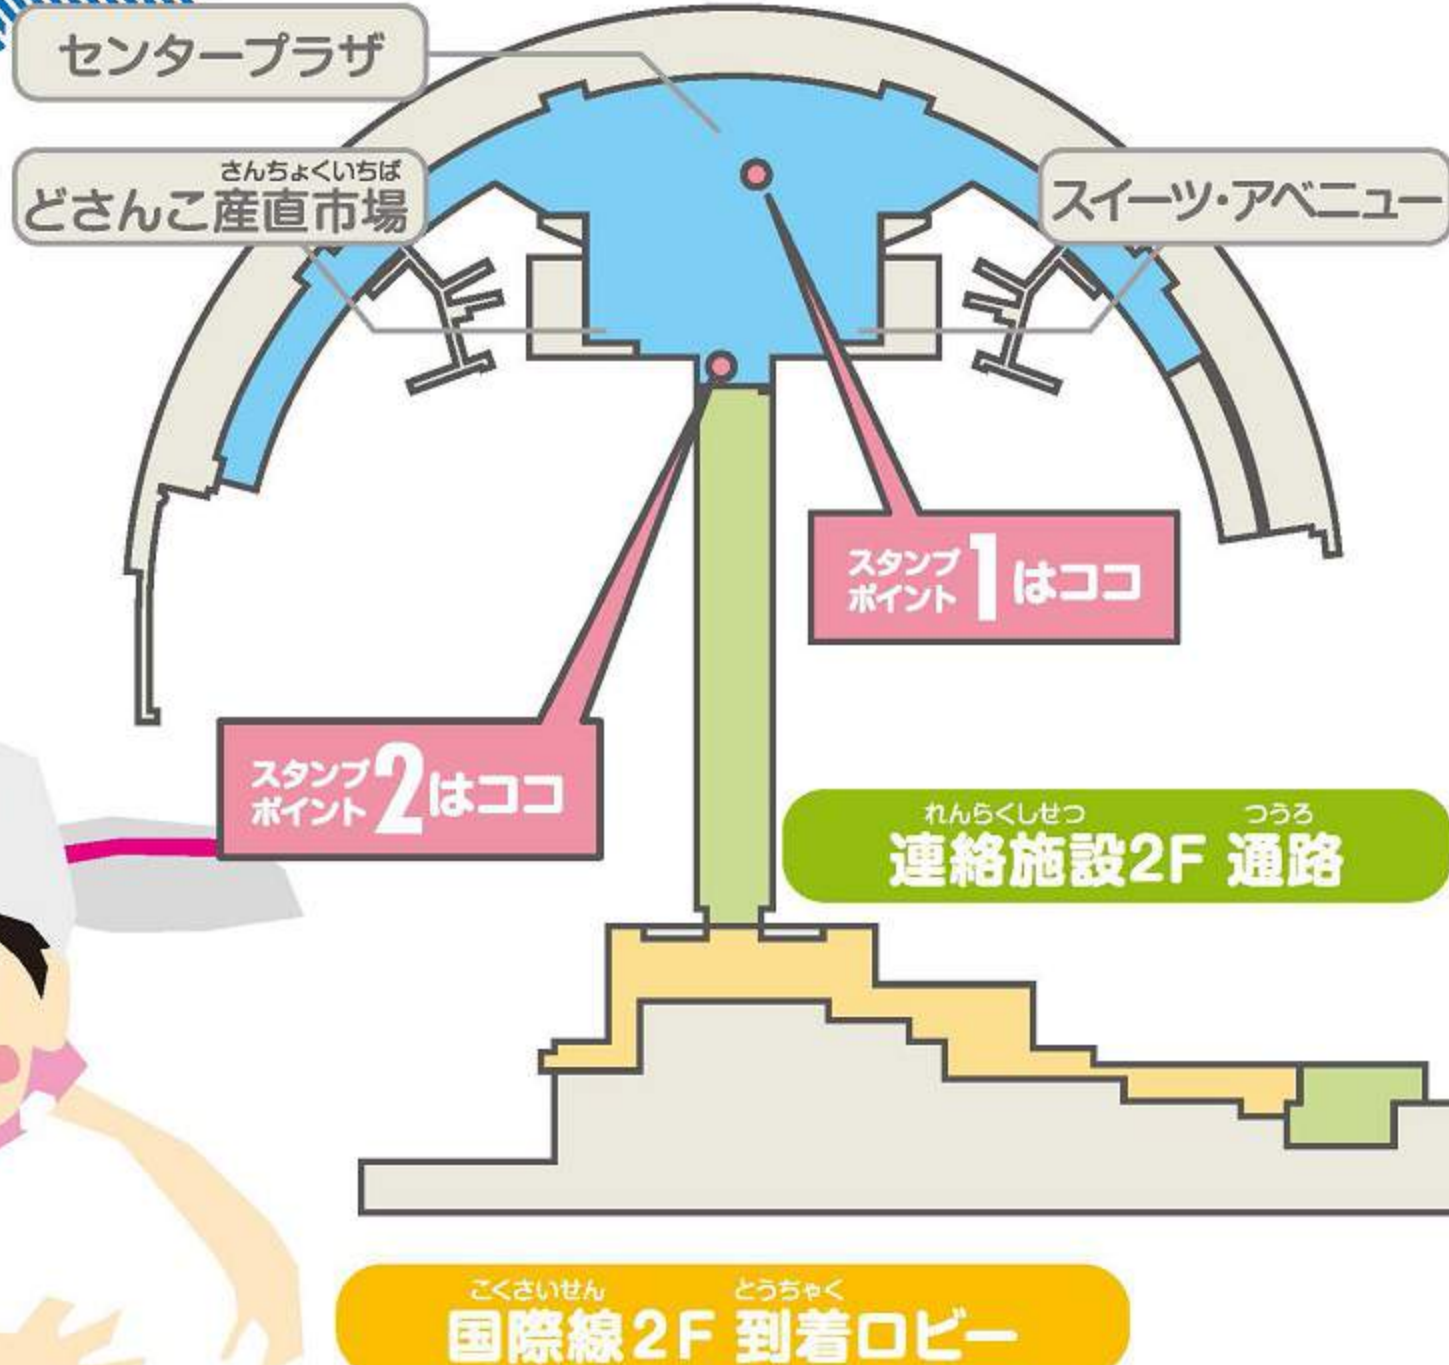 センタープラザ
さんちょくいちば
どさんこ産直市場
スイーツ・アベニュー
スタンプ
ポイント1はココ
スタンプ
ポイント2はココ
れんらくしせつ つうろ
連絡施設2F 通路
こくさいせん とうちゃく
国際線2F 到着ロビー